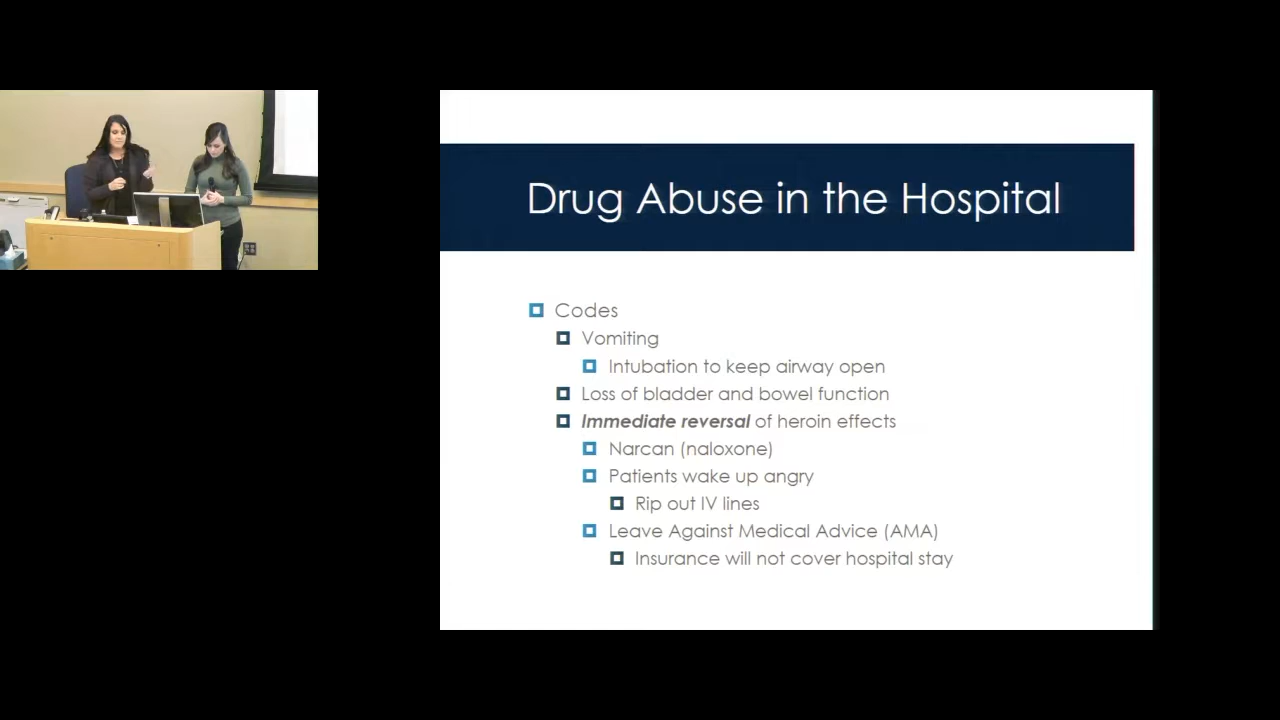 Drug Abuse in the Hospital
Codes
Vomiting
Intubation to keep airway open
Loss of bladder and bowel function
Immediate reversal of heroin effects
Narcan (naloxone)
Patients wake up angry
Rip out IV lines
Leave Against Medical Advice (AMA)
Insurance will not cover hospital stay